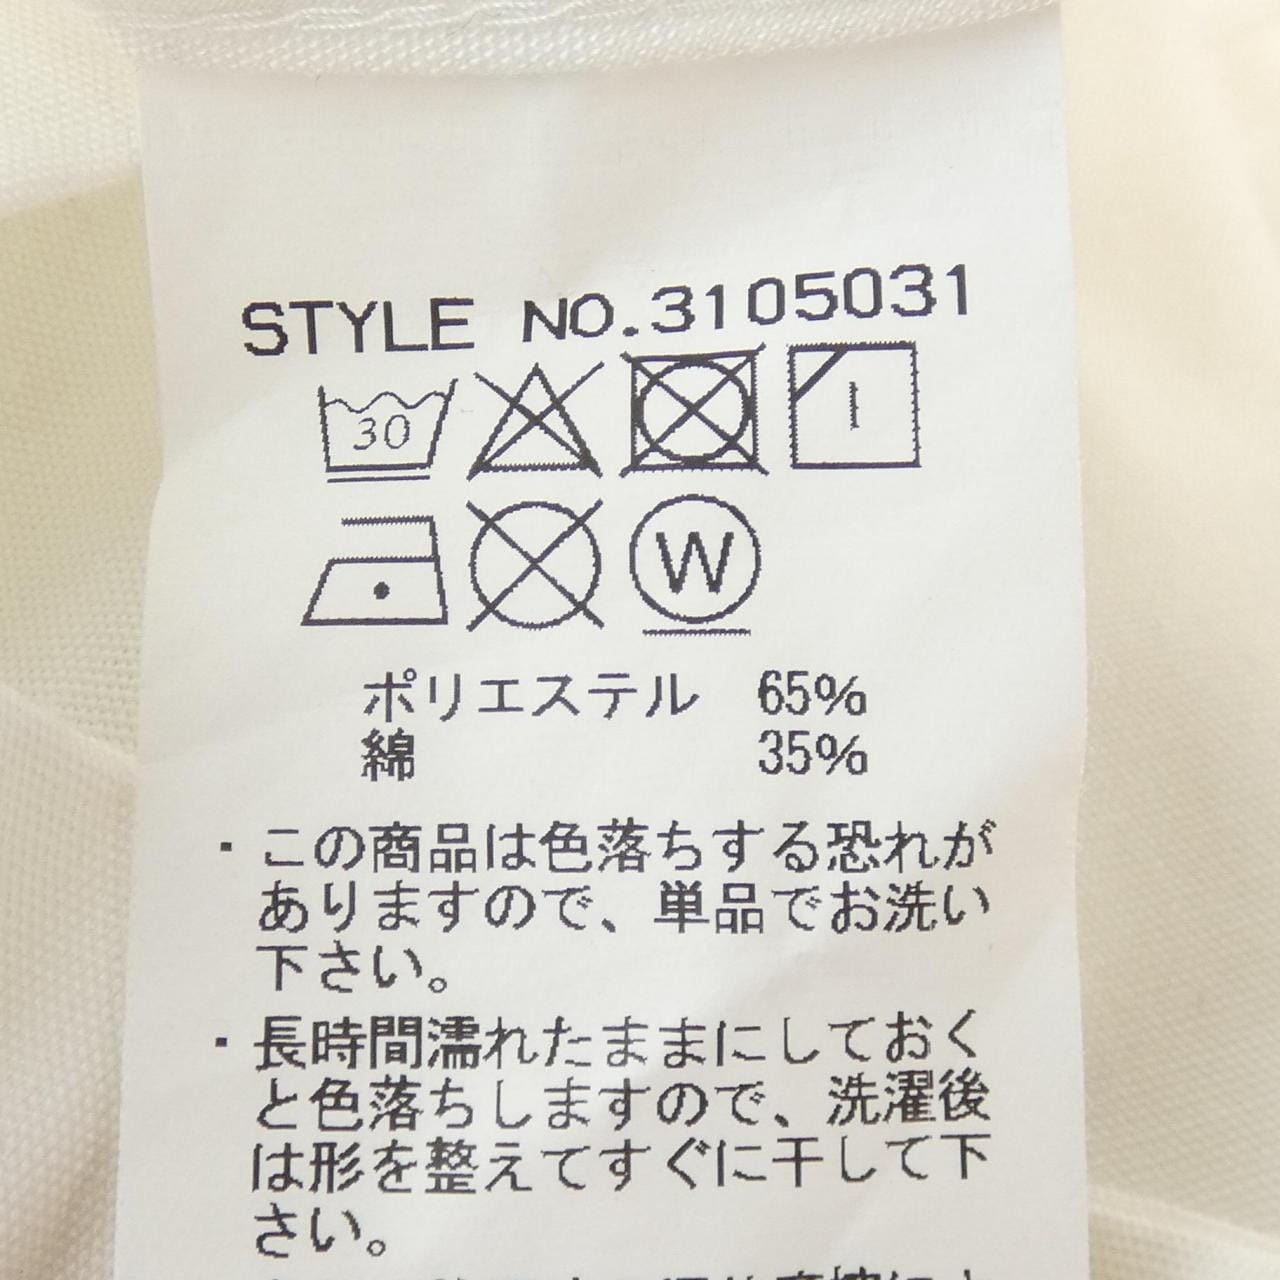 STYLE NO.3105031
30
W
ポリエステル 65%
綿 35%
・この商品は色落ちする恐れが
ありますので、単品でお洗い
下さい。
・長時間濡れたままにしておく
と色落ちしますので、洗濯後
は形を整えてすぐに干して下
さい。